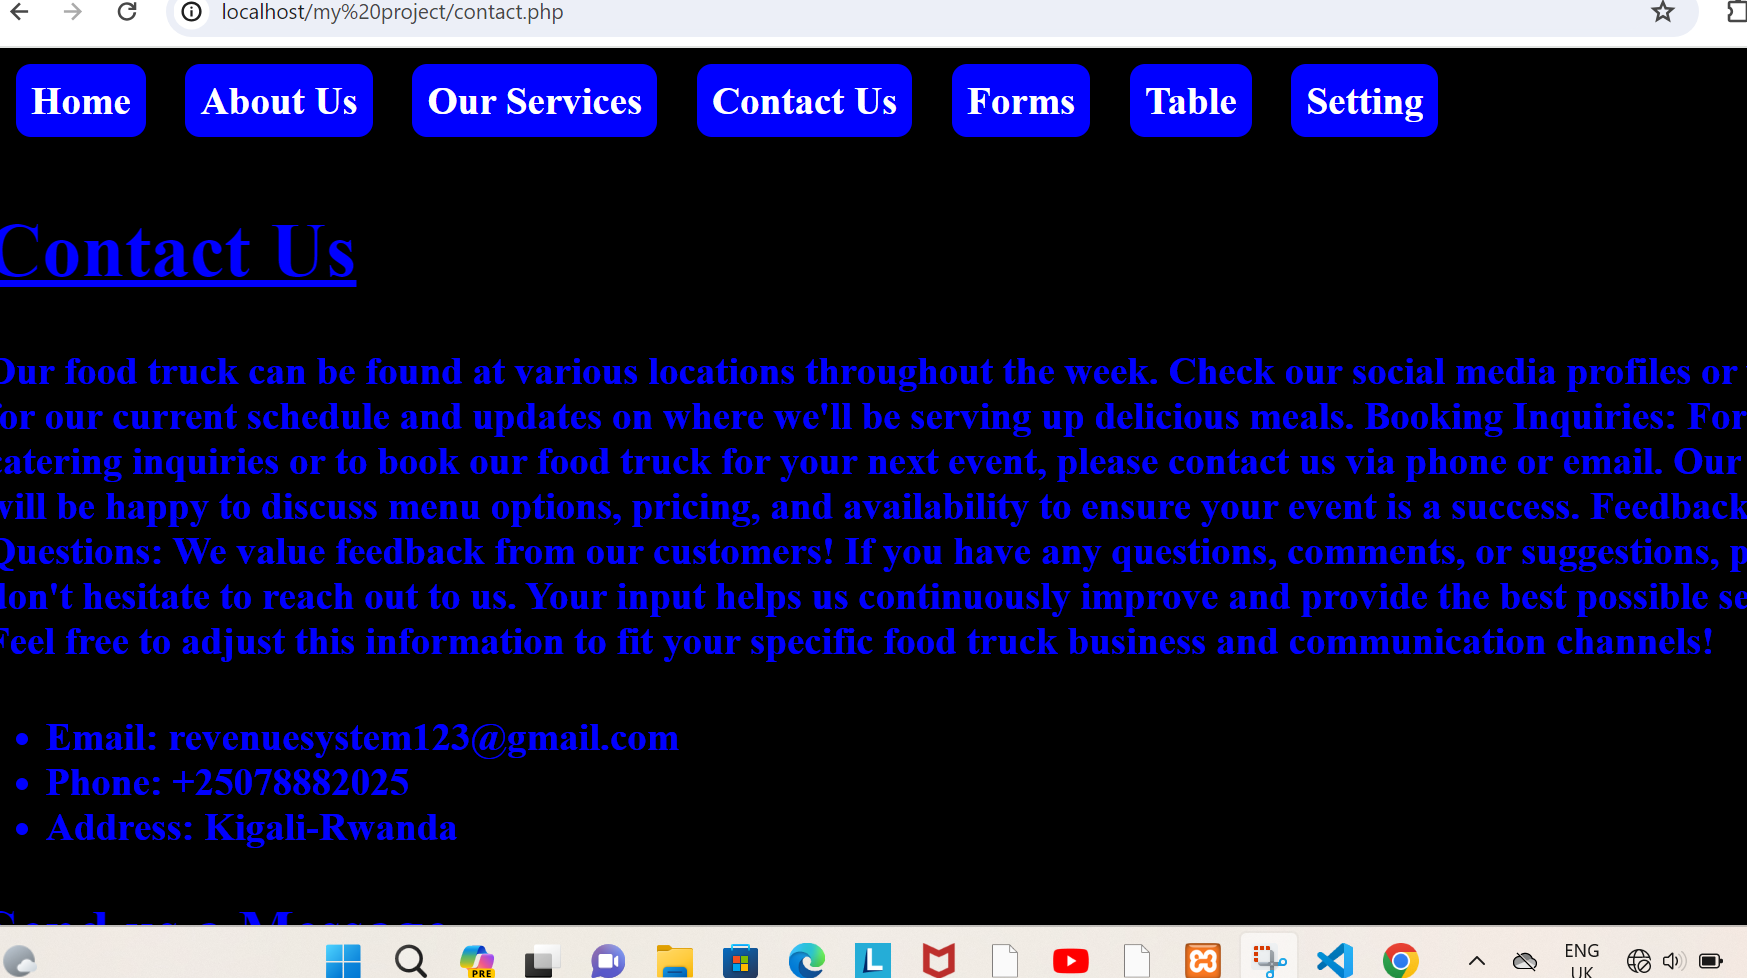 localhost/my%20project/contact.php
Home About Us Our Services Contact Us Forms Table Setting
Contact Us
Our food truck can be found at various locations throughout the week. Check our social media profiles or
for our current schedule and updates on where we'll be serving up delicious meals. Booking Inquiries: For
catering inquiries or to book our food truck for your next event, please contact us via phone or email. Our
will be happy to discuss menu options, pricing, and availability to ensure your event is a success. Feedback
Questions: We value feedback from our customers! If you have any questions, comments, or suggestions,
don't hesitate to reach out to us. Your input helps us continuously improve and provide the best possible
Feel free to adjust this information to fit your specific food truck business and communication channels!
• Email: revenuesystem123@gmail.com
• Phone: +25078882025
• Address: Kigali-Rwanda
Send us a Message
PRE
L
ENG
UK